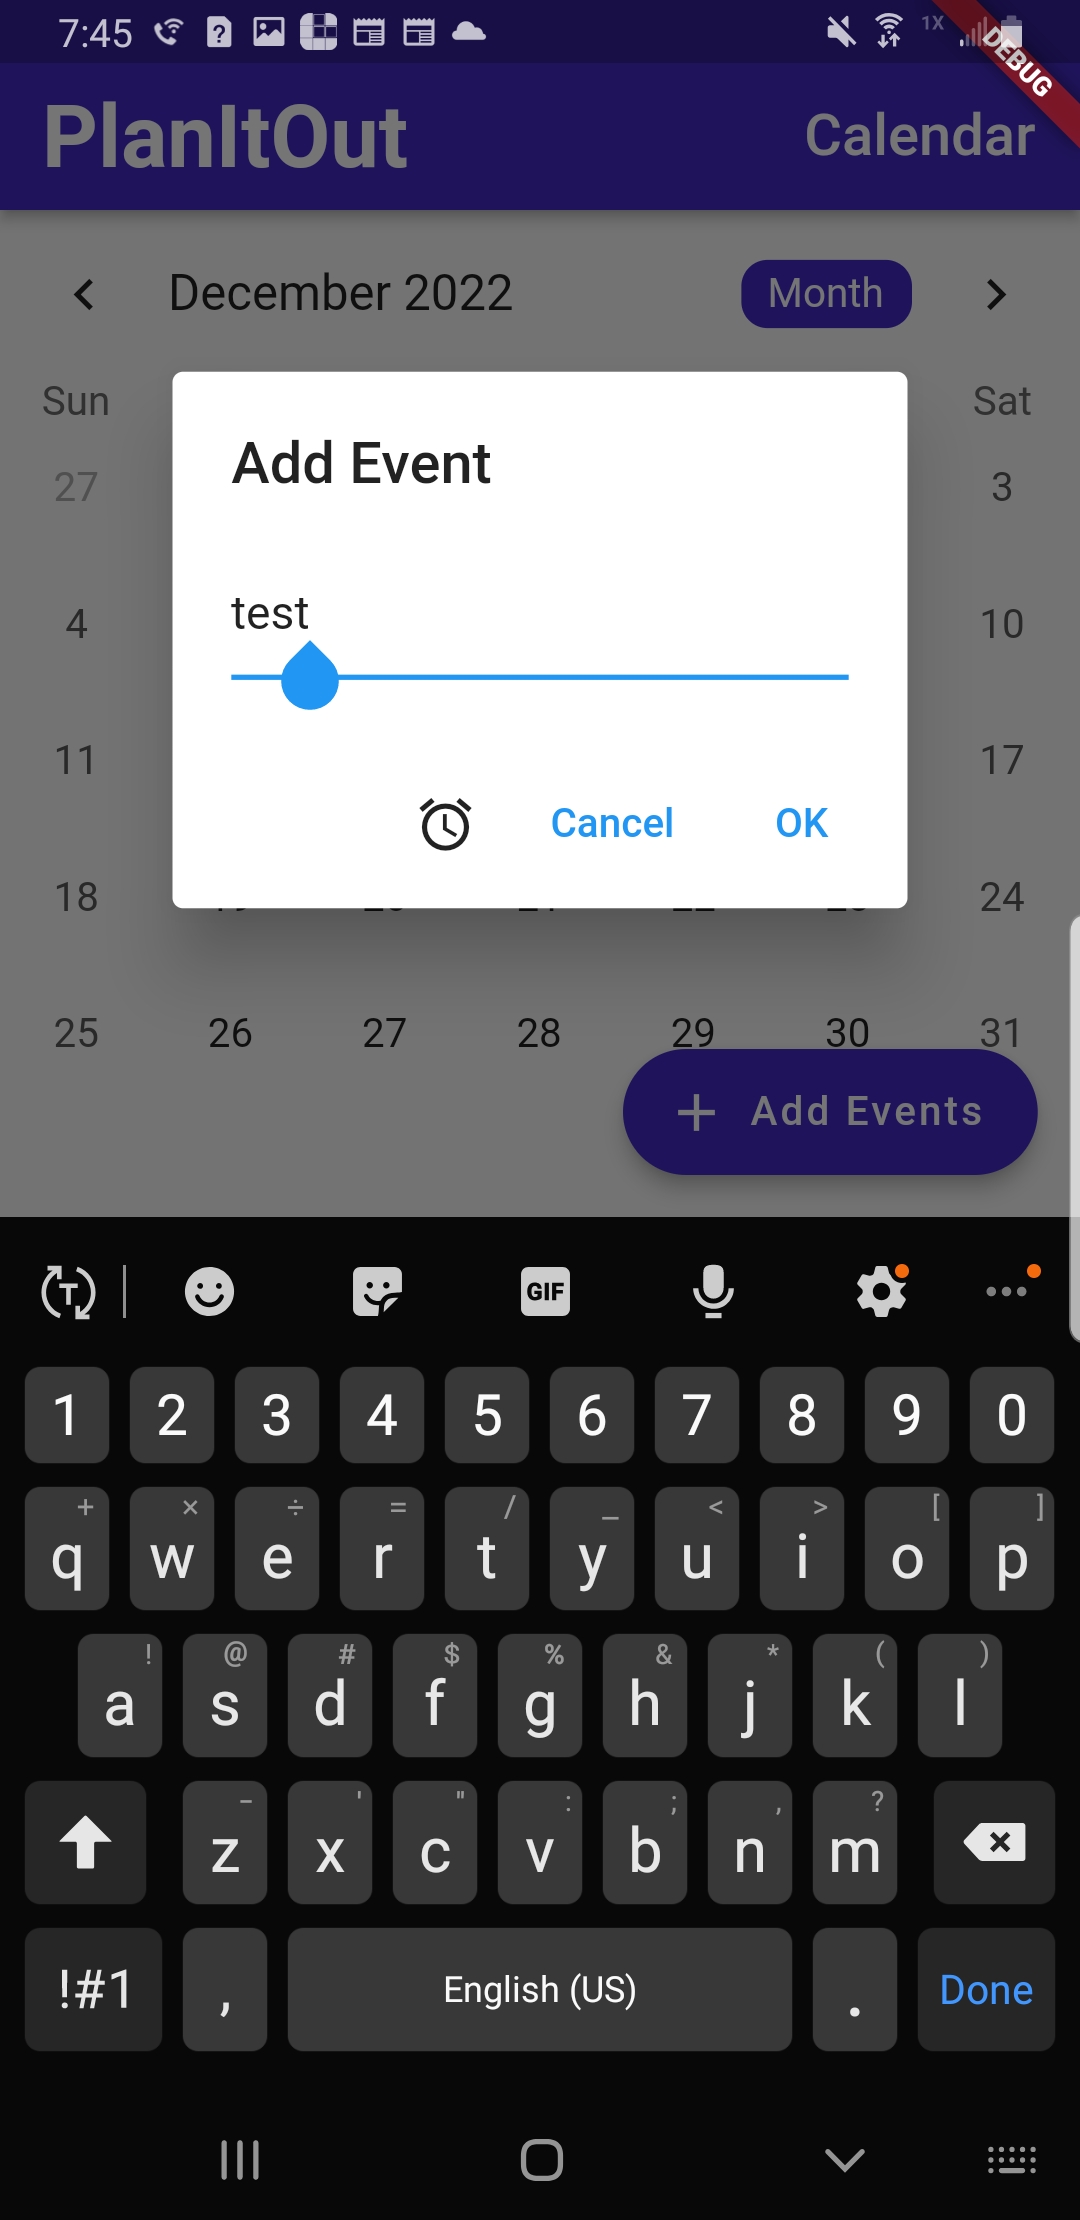 7:45 1X
DEBUG
PlanItOut Calendar
December 2022 Month
Sun Sat
27 3
Add Event
test
4 10
11 17
Cancel OK
18 24
25 26 27 28 29 30 31
+ Add Events
T GIF
1 2 3 4 5 6 7 8 9 0
+ × ÷ = / _ < > [ ]
q w e r t y u i o p
! @ # $ % & * ( )
a s d f g h j k l
- ' " : ; , ?
z x c v b n m
!#1 , English (US) . Done